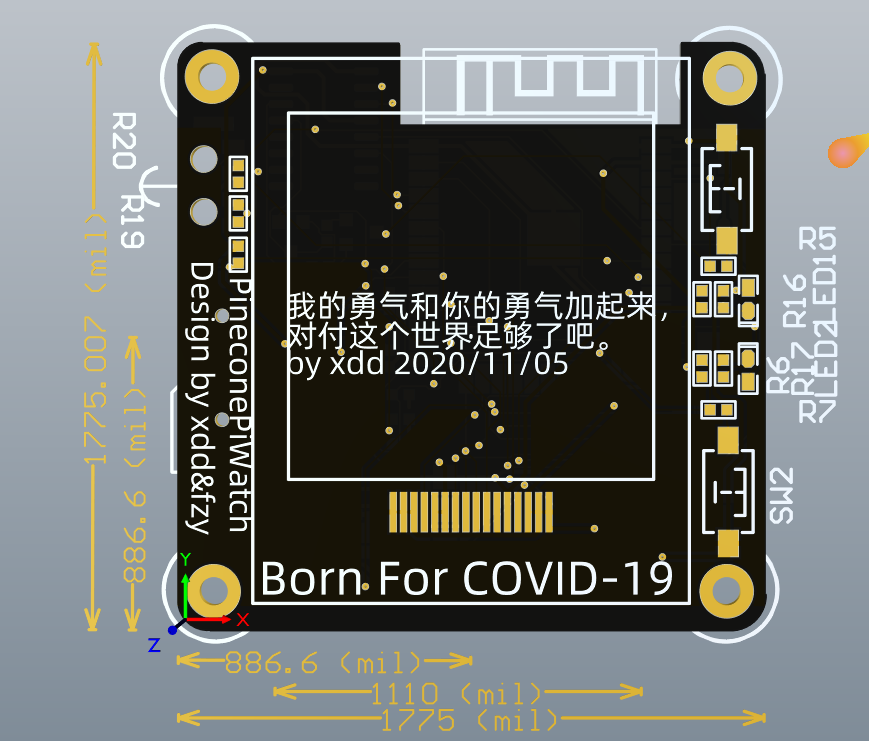 R20
R19
1775.007 (mil)
886.6 (mil)
Design by xdd&fzy
PineconePiWatch
我的勇气和你的勇气加起来，
对付这个世界足够了吧。
by xdd 2020/11/05
Born For COVID-19
R5
LED15
R16
LED2
R17
R6
R7
SW2
Y
X
Z
886.6 (mil)
1110 (mil)
1775 (mil)